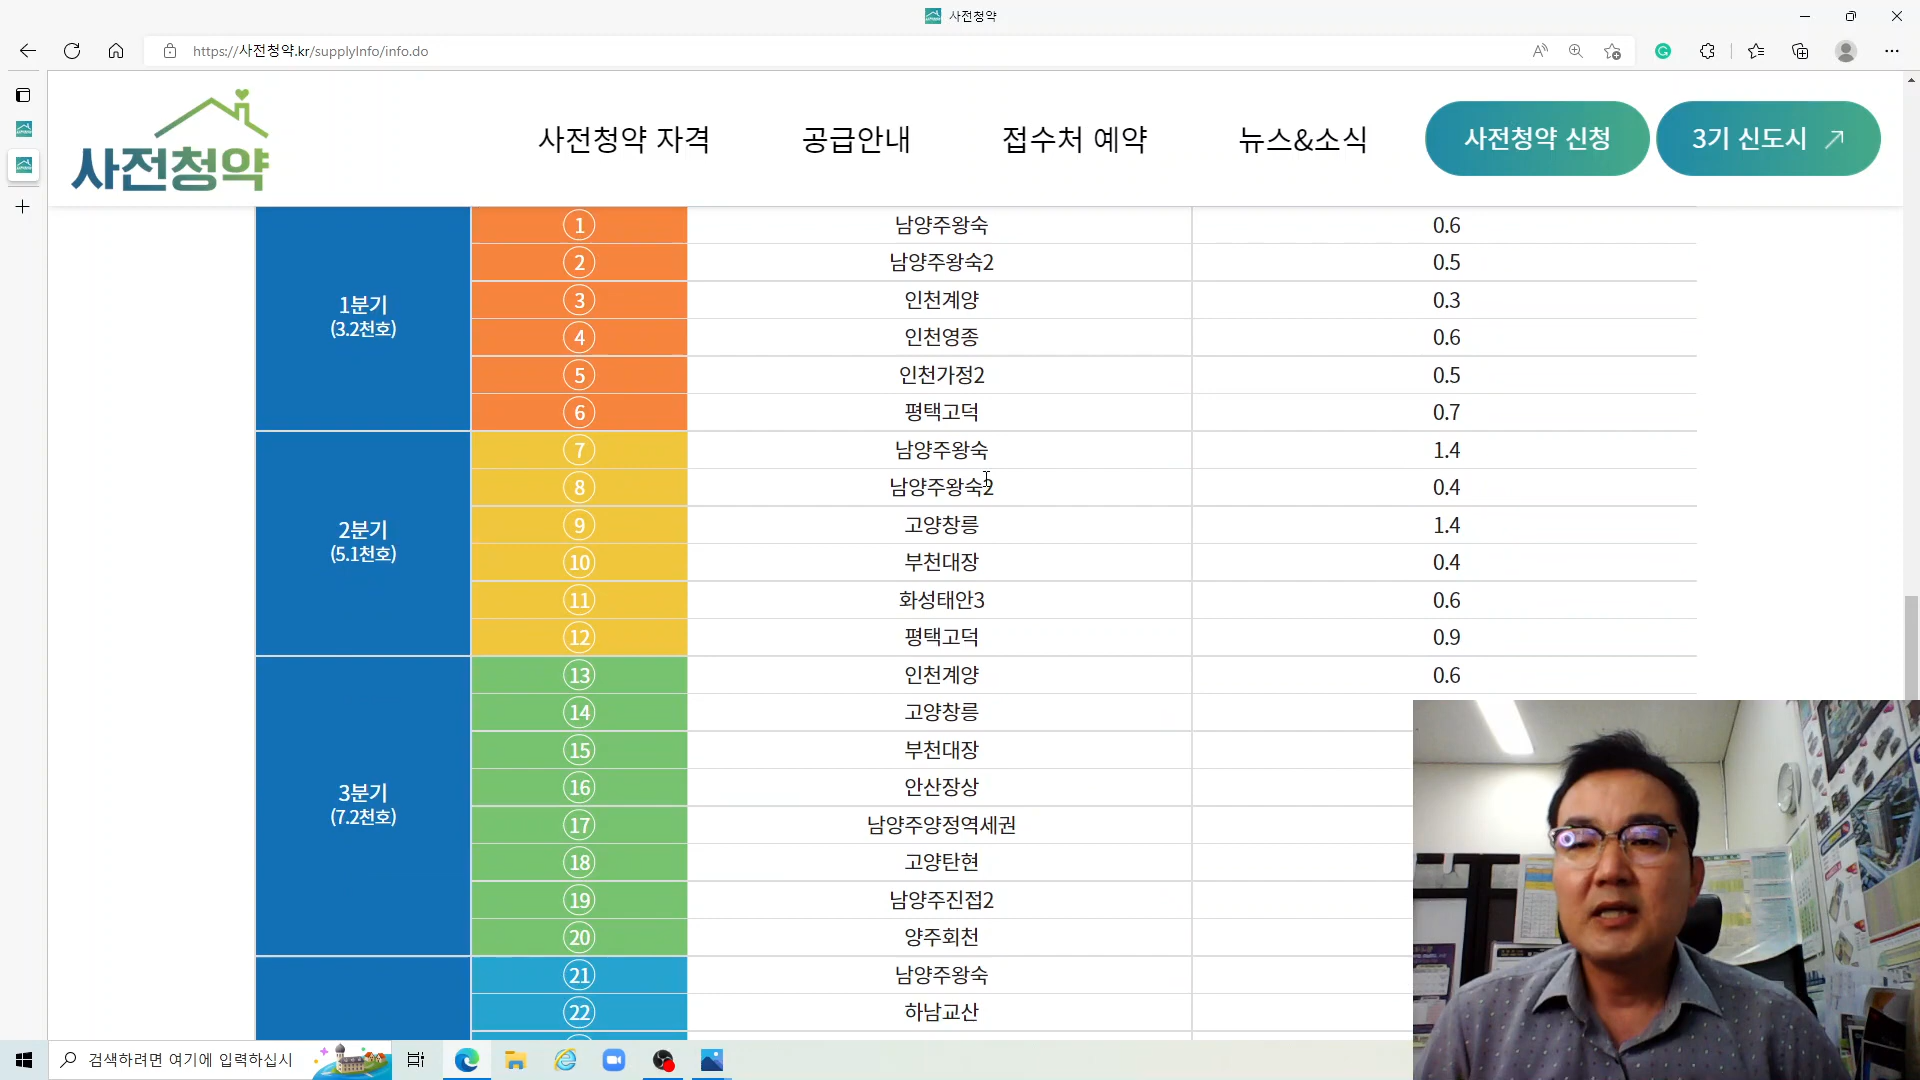 사전청약
https://사전청약.kr/supplyInfo/info.do
사전청약
사전청약 자격
공급안내
접수처 예약
뉴스&소식
사전청약 신청
3기 신도시
1분기
(3.2천호)
1 남양주왕숙 0.6
2 남양주왕숙2 0.5
3 인천계양 0.3
4 인천영종 0.6
5 인천가정2 0.5
6 평택고덕 0.7
2분기
(5.1천호)
7 남양주왕숙 1.4
8 남양주왕숙2 0.4
9 고양창릉 1.4
10 부천대장 0.4
11 화성태안3 0.6
12 평택고덕 0.9
3분기
(7.2천호)
13 인천계양 0.6
14 고양창릉
15 부천대장
16 안산장상
17 남양주양정역세권
18 고양탄현
19 남양주진접2
20 양주회천
21 남양주왕숙
22 하남교산
검색하려면 여기에 입력하십시